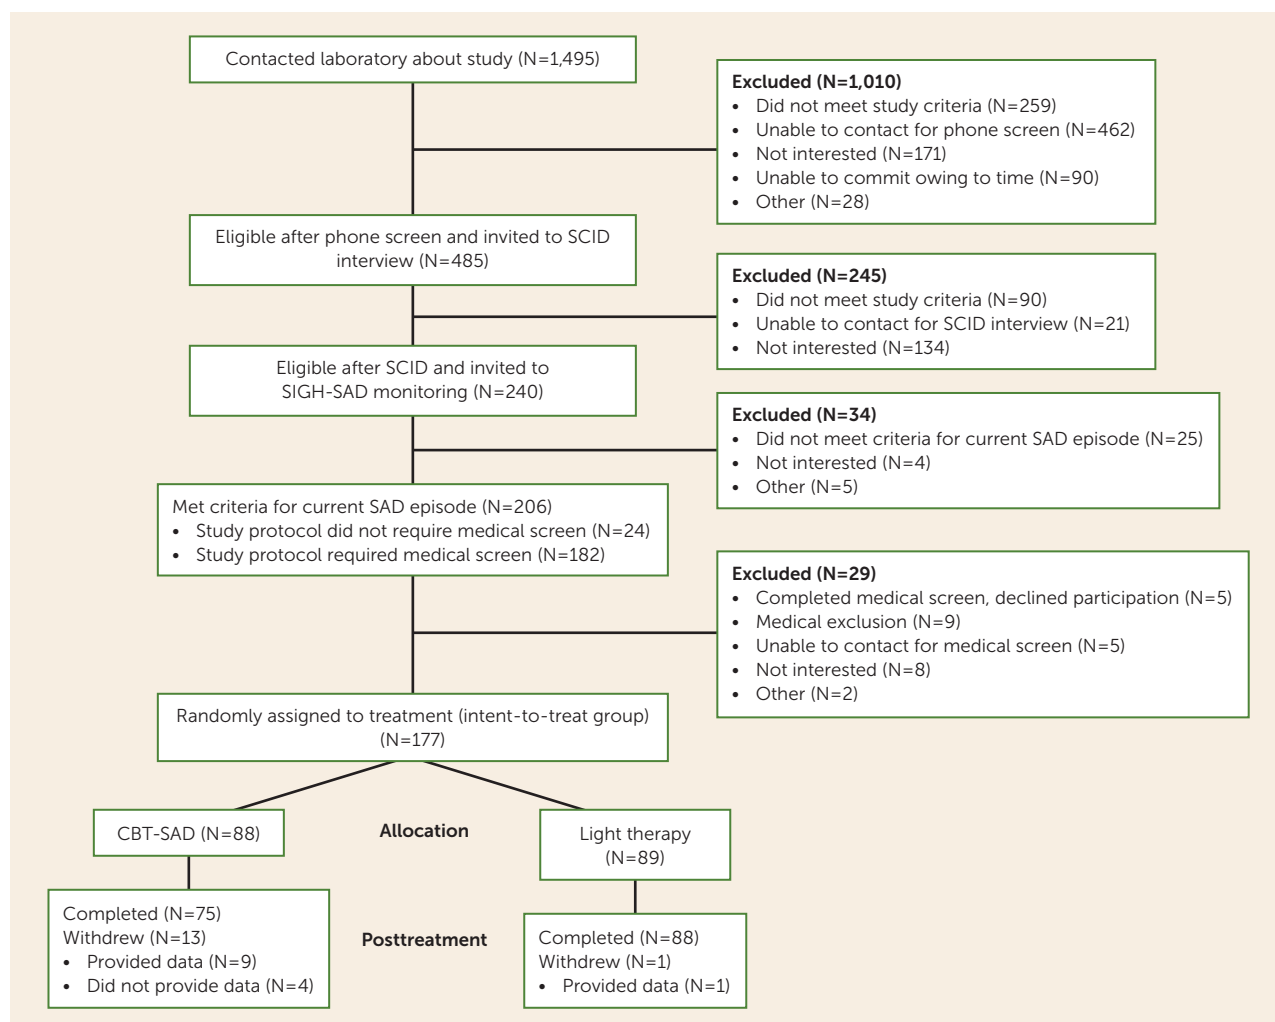 Contacted laboratory about study (N=1,495)
Excluded (N=1,010)
• Did not meet study criteria (N=259)
• Unable to contact for phone screen (N=462)
• Not interested (N=171)
• Unable to commit owing to time (N=90)
• Other (N=28)
Eligible after phone screen and invited to SCID
interview (N=485)
Excluded (N=245)
• Did not meet study criteria (N=90)
• Unable to contact for SCID interview (N=21)
• Not interested (N=134)
Eligible after SCID and invited to
SIGH-SAD monitoring (N=240)
Excluded (N=34)
• Did not meet criteria for current SAD episode (N=25)
• Not interested (N=4)
• Other (N=5)
Met criteria for current SAD episode (N=206)
• Study protocol did not require medical screen (N=24)
• Study protocol required medical screen (N=182)
Excluded (N=29)
• Completed medical screen, declined participation (N=5)
• Medical exclusion (N=9)
• Unable to contact for medical screen (N=5)
• Not interested (N=8)
• Other (N=2)
Randomly assigned to treatment (intent-to-treat group)
(N=177)
CBT-SAD (N=88)
Allocation
Light therapy
(N=89)
Completed (N=75)
Withdrew (N=13)
• Provided data (N=9)
• Did not provide data (N=4)
Posttreatment
Completed (N=88)
Withdrew (N=1)
• Provided data (N=1)